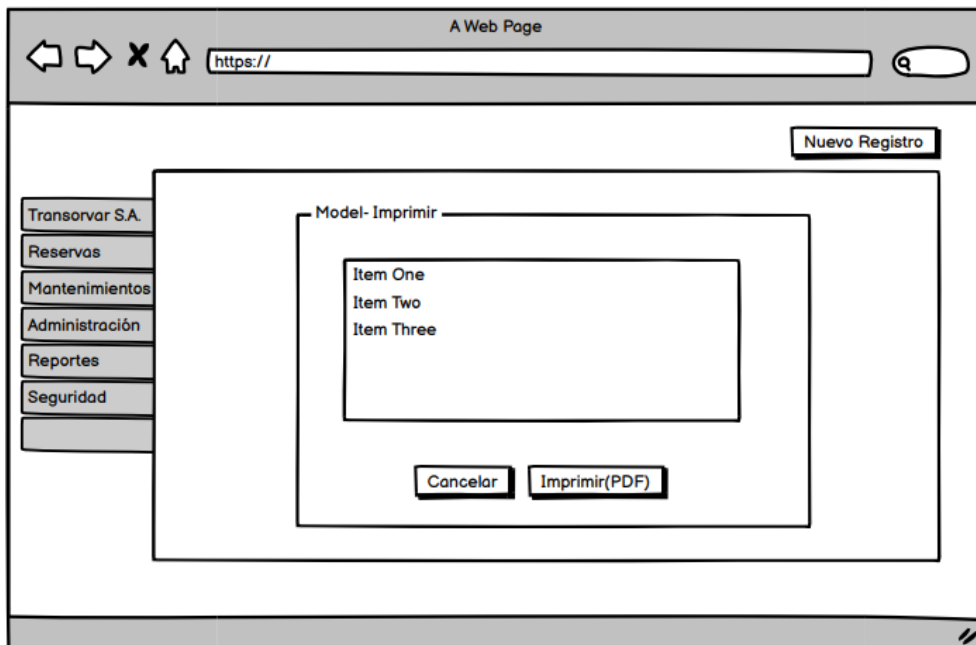 A Web Page
https://
Nuevo Registro
Transorvar S.A.
Reservas
Mantenimientos
Administración
Reportes
Seguridad
Model- Imprimir
Item One
Item Two
Item Three
Cancelar
Imprimir(PDF)